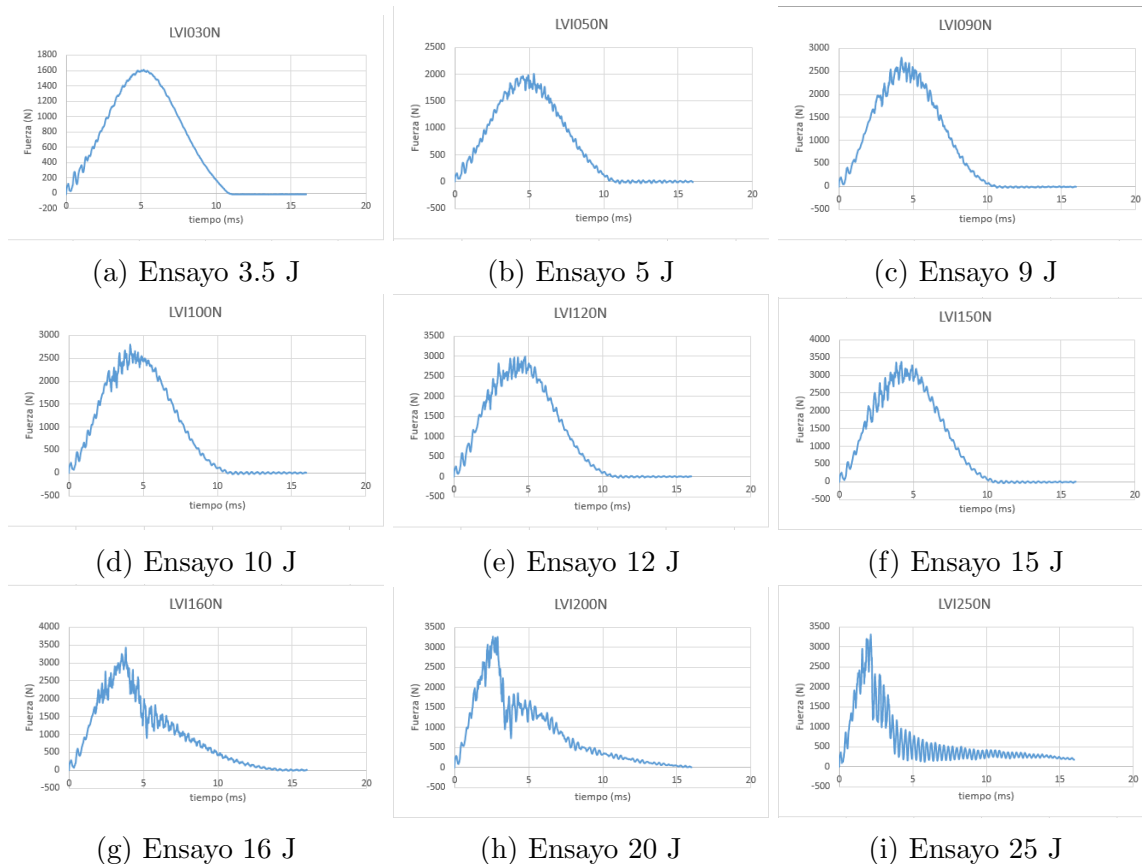 LVI030N
Fuerza (N)
1800
1600
1400
1200
1000
800
600
400
200
0
-200
0 5 10 15 20
tiempo (ms)
(a) Ensayo 3.5 J
LVI050N
Fuerza (N)
2500
2000
1500
1000
500
0
-500
0 5 10 15 20
tiempo (ms)
(b) Ensayo 5 J
LVI090N
Fuerza (N)
3000
2500
2000
1500
1000
500
0
-500
0 5 10 15 20
tiempo (ms)
(c) Ensayo 9 J
LVI100N
Fuerza (N)
3000
2500
2000
1500
1000
500
0
-500
0 5 10 15 20
tiempo (ms)
(d) Ensayo 10 J
LVI120N
Fuerza (N)
3500
3000
2500
2000
1500
1000
500
0
-500
0 5 10 15 20
tiempo (ms)
(e) Ensayo 12 J
LVI150N
Fuerza (N)
4000
3500
3000
2500
2000
1500
1000
500
0
-500
0 5 10 15 20
tiempo (ms)
(f) Ensayo 15 J
LVI160N
Fuerza (N)
4000
3500
3000
2500
2000
1500
1000
500
0
-500
0 5 10 15 20
tiempo (ms)
(g) Ensayo 16 J
LVI200N
Fuerza (N)
3500
3000
2500
2000
1500
1000
500
0
0 5 10 15 20
tiempo (ms)
(h) Ensayo 20 J
LVI250N
Fuerza (N)
3500
3000
2500
2000
1500
1000
500
0
0 5 10 15 20
tiempo (ms)
(i) Ensayo 25 J